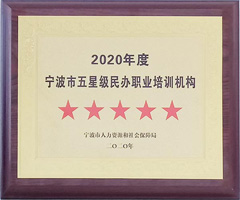 2020年度
宁波市五星级民办职业培训机构
宁波市人力资源和社会保障局
二〇二〇年